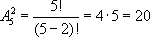 A₅² = 5! / (5 − 2)! = 4 · 5 = 20